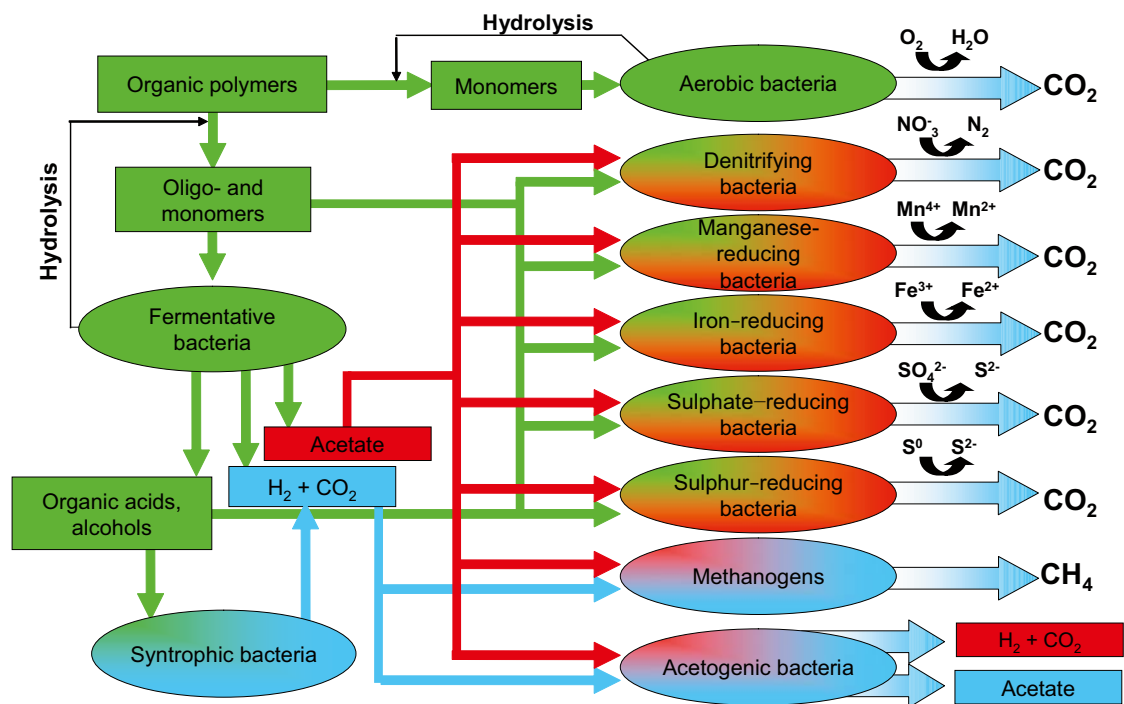 Hydrolysis
O₂ H₂O
Organic polymers
Monomers
Aerobic bacteria
CO₂
Hydrolysis
NO⁻₃ N₂
Oligo- and
monomers
Denitrifying
bacteria
CO₂
Mn⁴⁺ Mn²⁺
Manganese-
reducing
bacteria
CO₂
Fermentative
bacteria
Fe³⁺ Fe²⁺
Iron–reducing
bacteria
CO₂
SO₄²⁻ S²⁻
Sulphate–reducing
bacteria
CO₂
Acetate
H₂ + CO₂
S⁰ S²⁻
Sulphur–reducing
bacteria
CO₂
Organic acids,
alcohols
Methanogens
CH₄
Syntrophic bacteria
Acetogenic bacteria
H₂ + CO₂
Acetate